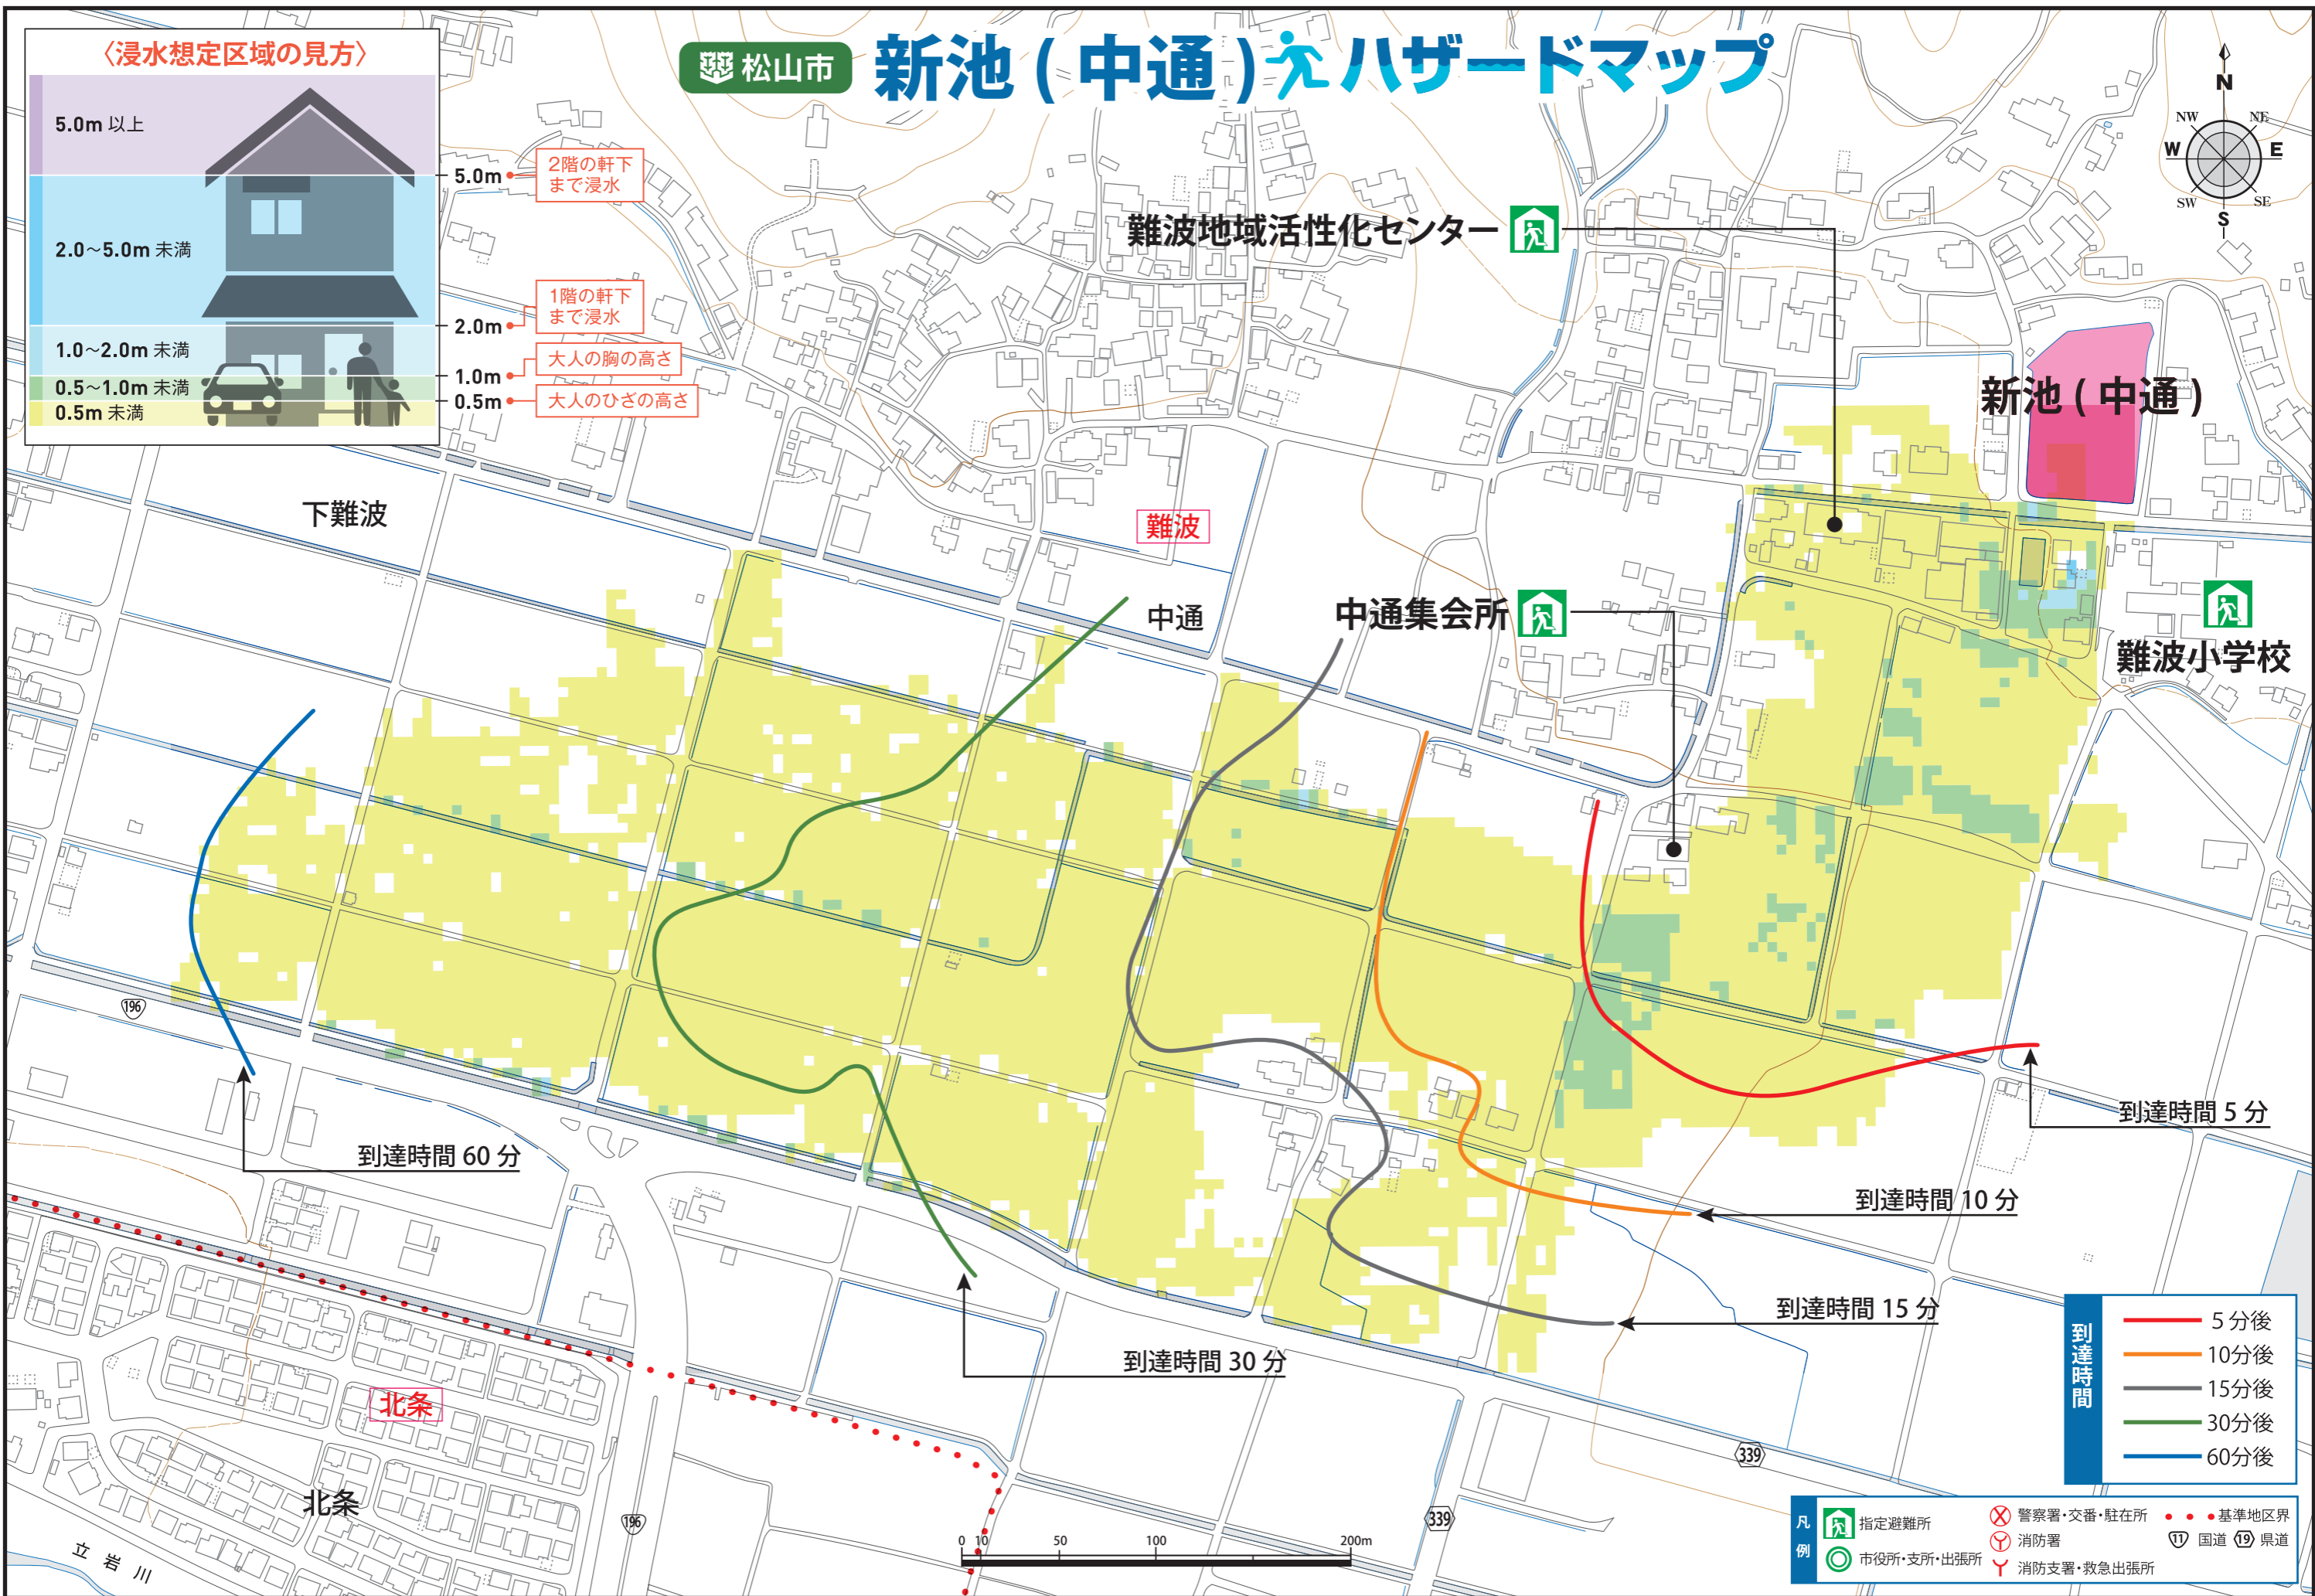 〈浸水想定区域の見方〉
5.0m 以上
2.0〜5.0m 未満
1.0〜2.0m 未満
0.5〜1.0m 未満
0.5m 未満
5.0m
2階の軒下
まで浸水
2.0m
1階の軒下
まで浸水
1.0m
大人の胸の高さ
0.5m
大人のひざの高さ
松山市
新池(中通)ハザードマップ
N
NW
NE
W
E
SW
SE
S
難波地域活性化センター
新池(中通)
下難波
難波
中通
中通集会所
難波小学校
196
到達時間 60 分
到達時間 5 分
到達時間 10 分
到達時間 15 分
到達時間 30 分
北条
北条
立岩川
196
339
339
0 10 50 100 200m
到達時間
5分後
10分後
15分後
30分後
60分後
凡例
指定避難所
市役所・支所・出張所
警察署・交番・駐在所
消防署
消防支署・救急出張所
基準地区界
11 国道 19 県道